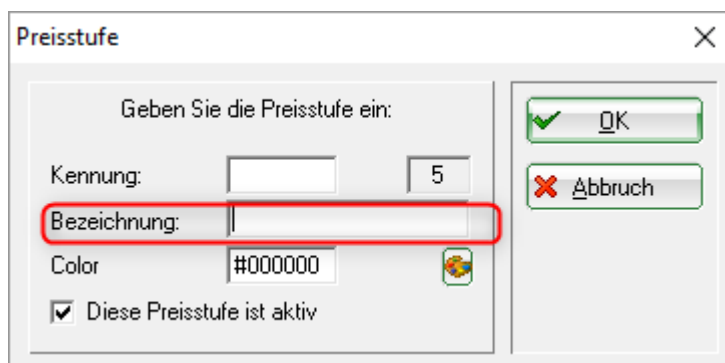 Preisstufe
Geben Sie die Preisstufe ein:
Kennung: 5
Bezeichnung:
Color #000000
Diese Preisstufe ist aktiv
OK
Abbruch